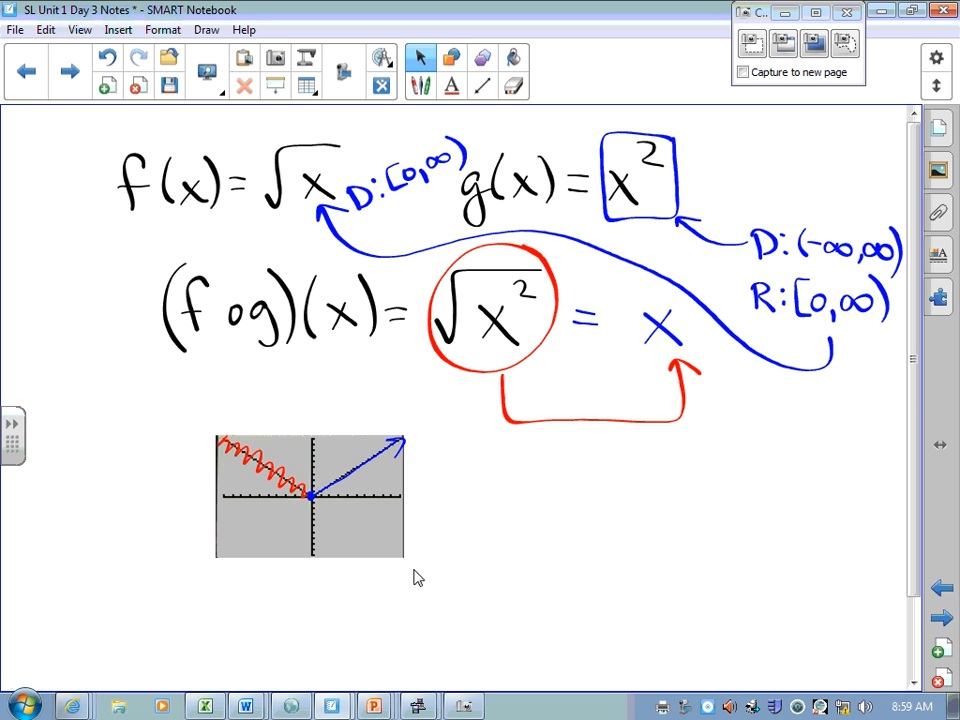 SL Unit 1 Day 3 Notes * - SMART Notebook
C..
File Edit View Insert Format Draw Help
Capture to new page
f(x) = √x D: [0, ∞) g(x) = x²
D: (-∞, ∞)
R: [0, ∞)
(f o g)(x) = √x² = x
8:59 AM